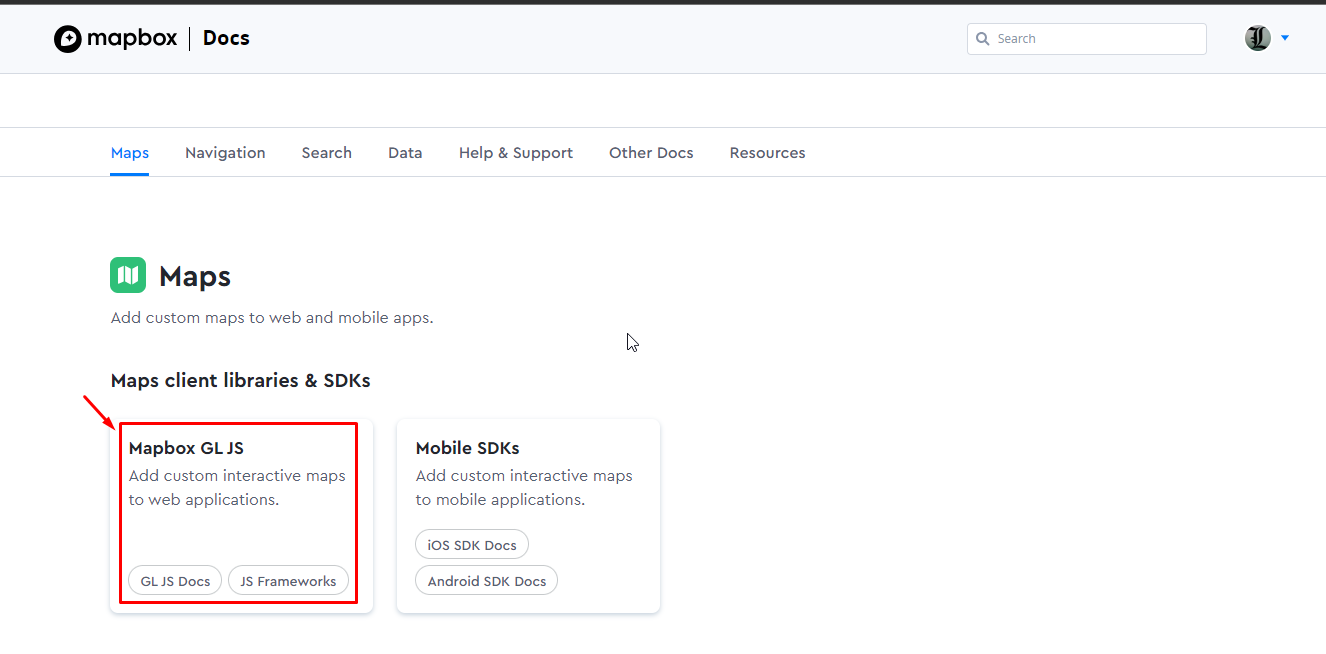 mapbox | Docs
Search
Maps Navigation Search Data Help & Support Other Docs Resources
Maps
Add custom maps to web and mobile apps.
Maps client libraries & SDKs
Mapbox GL JS
Add custom interactive maps
to web applications.
GL JS Docs JS Frameworks
Mobile SDKs
Add custom interactive maps
to mobile applications.
iOS SDK Docs
Android SDK Docs